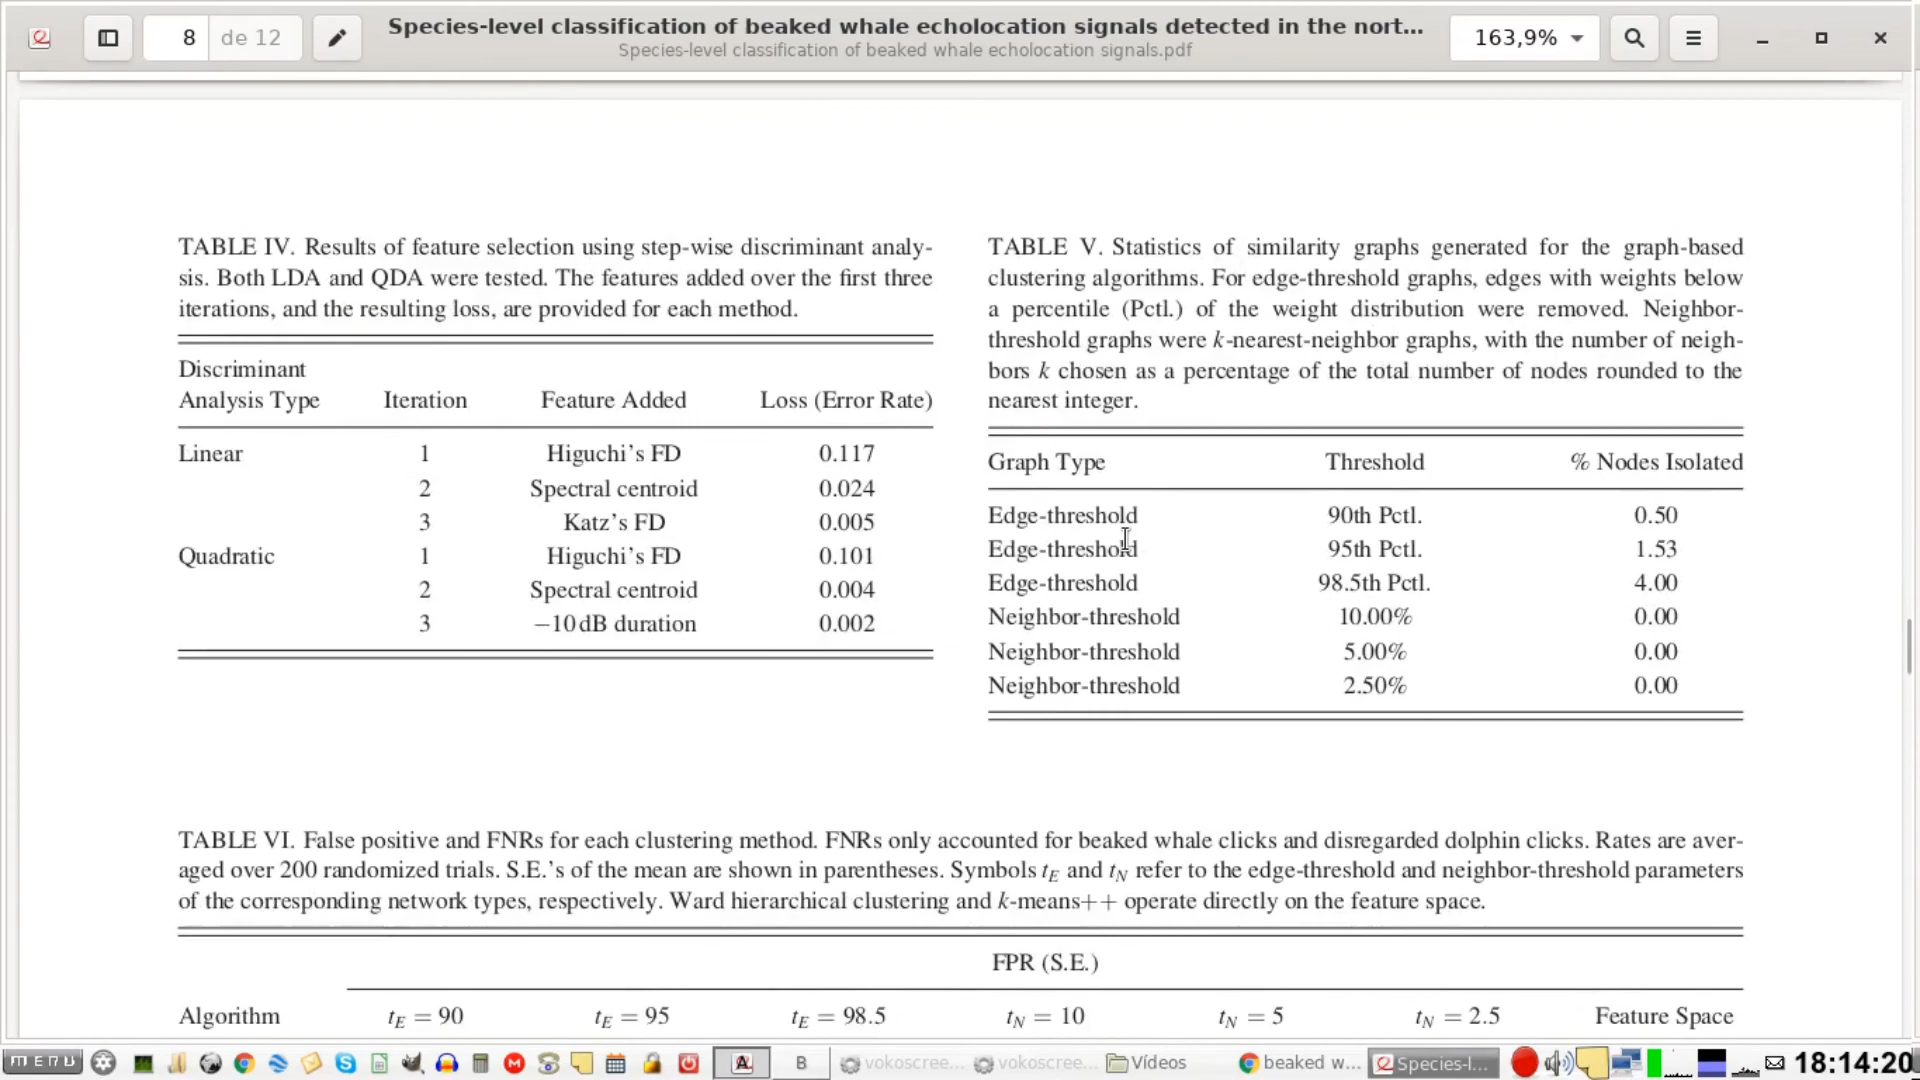 8 de 12
Species-level classification of beaked whale echolocation signals detected in the nort...
Species-level classification of beaked whale echolocation signals.pdf
163,9%
TABLE IV. Results of feature selection using step-wise discriminant analy-
sis. Both LDA and QDA were tested. The features added over the first three
iterations, and the resulting loss, are provided for each method.
Discriminant
Analysis Type Iteration Feature Added Loss (Error Rate)
Linear 1 Higuchi's FD 0.117
2 Spectral centroid 0.024
3 Katz's FD 0.005
Quadratic 1 Higuchi's FD 0.101
2 Spectral centroid 0.004
3 −10 dB duration 0.002
TABLE V. Statistics of similarity graphs generated for the graph-based
clustering algorithms. For edge-threshold graphs, edges with weights below
a percentile (Pctl.) of the weight distribution were removed. Neighbor-
threshold graphs were k-nearest-neighbor graphs, with the number of neigh-
bors k chosen as a percentage of the total number of nodes rounded to the
nearest integer.
Graph Type Threshold % Nodes Isolated
Edge-threshold 90th Pctl. 0.50
Edge-threshold 95th Pctl. 1.53
Edge-threshold 98.5th Pctl. 4.00
Neighbor-threshold 10.00% 0.00
Neighbor-threshold 5.00% 0.00
Neighbor-threshold 2.50% 0.00
TABLE VI. False positive and FNRs for each clustering method. FNRs only accounted for beaked whale clicks and disregarded dolphin clicks. Rates are aver-
aged over 200 randomized trials. S.E.'s of the mean are shown in parentheses. Symbols tE and tN refer to the edge-threshold and neighbor-threshold parameters
of the corresponding network types, respectively. Ward hierarchical clustering and k-means++ operate directly on the feature space.
FPR (S.E.)
Algorithm tE = 90 tE = 95 tE = 98.5 tN = 10 tN = 5 tN = 2.5 Feature Space
menu A B vokoscree... vokoscree... Vídeos beaked w... Species-l... 18:14:20